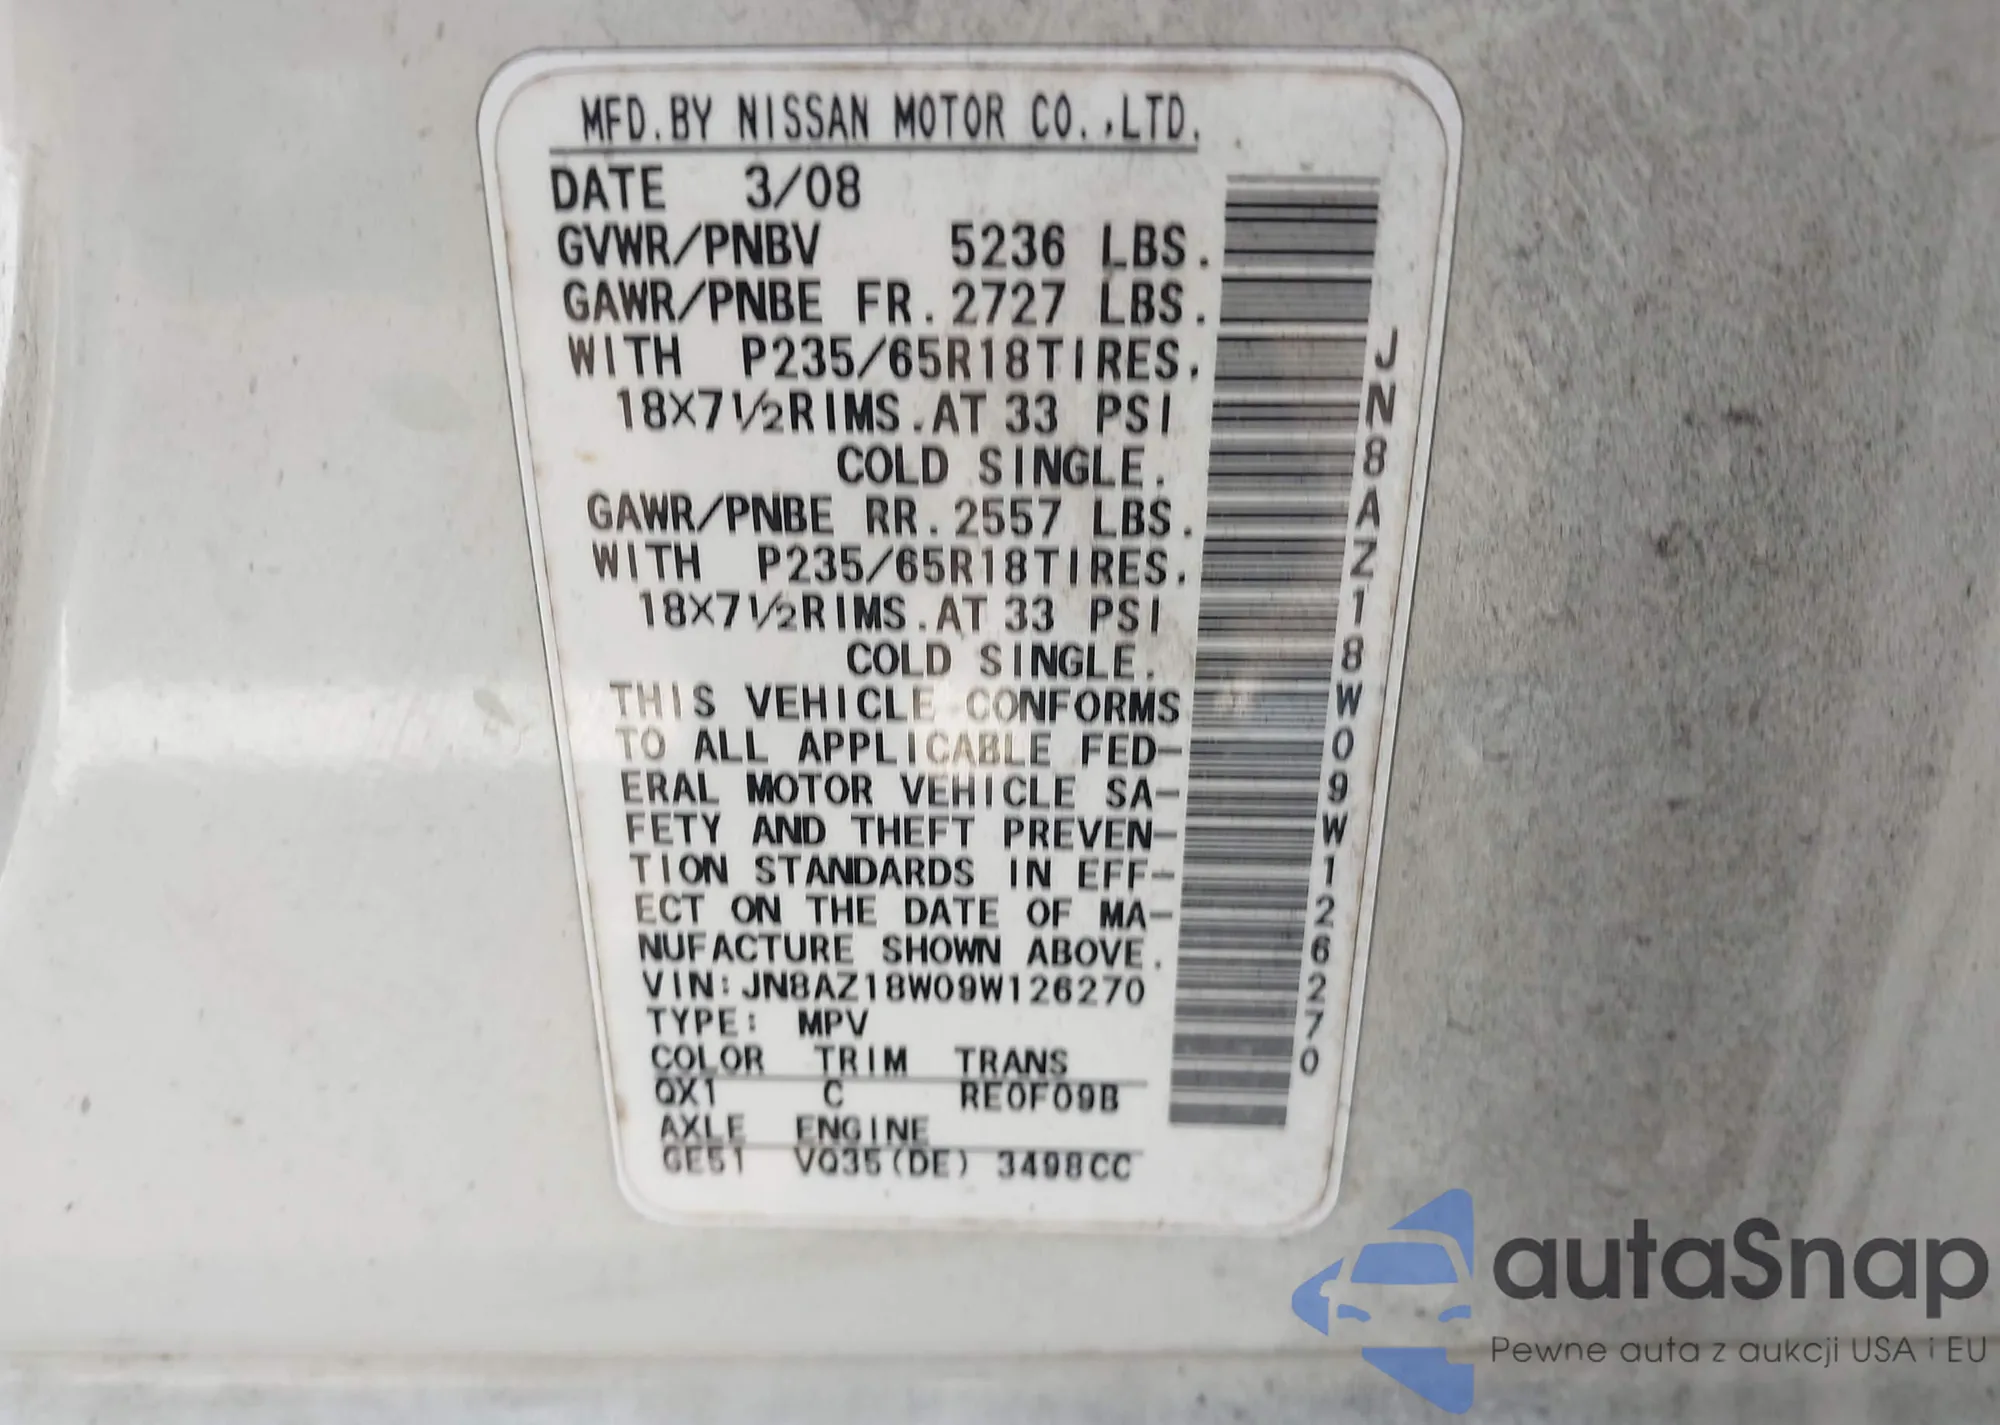 MFD.BY NISSAN MOTOR CO.,LTD.
DATE 3/08
GVWR/PNBV 5236 LBS.
GAWR/PNBE FR.2727 LBS.
WITH P235/65R18TIRES.
18X7½RIMS.AT 33 PSI
COLD SINGLE.
GAWR/PNBE RR.2557 LBS.
WITH P235/65R18TIRES.
18X7½RIMS.AT 33 PSI
COLD SINGLE.
THIS VEHICLE CONFORMS
TO ALL APPLICABLE FED-
ERAL MOTOR VEHICLE SA-
FETY AND THEFT PREVEN-
TION STANDARDS IN EFF-
ECT ON THE DATE OF MA-
NUFACTURE SHOWN ABOVE.
VIN:JN8AZ18W09W126270
TYPE: MPV
COLOR TRIM TRANS
QX1 C RE0F09B
AXLE ENGINE
GE51 VQ35(DE) 3498CC
JN8AZ18W09W126270
autaSnap
Pewne auta z aukcji USA i EU